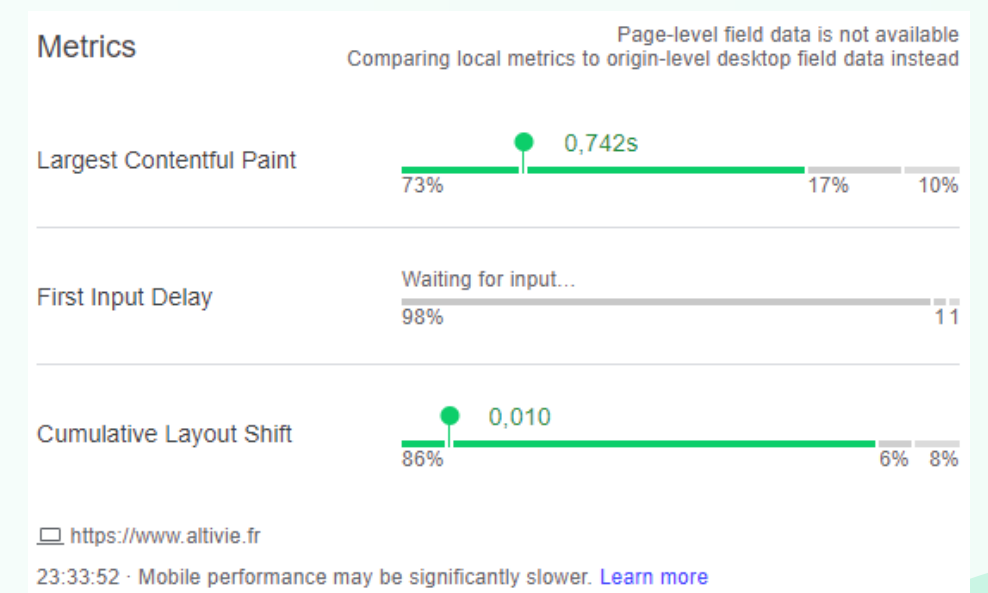 Metrics
Page-level field data is not available
Comparing local metrics to origin-level desktop field data instead
Largest Contentful Paint
0,742s
73% 17% 10%
First Input Delay
Waiting for input...
98% 1 1
Cumulative Layout Shift
0,010
86% 6% 8%
https://www.altivie.fr
23:33:52 · Mobile performance may be significantly slower. Learn more